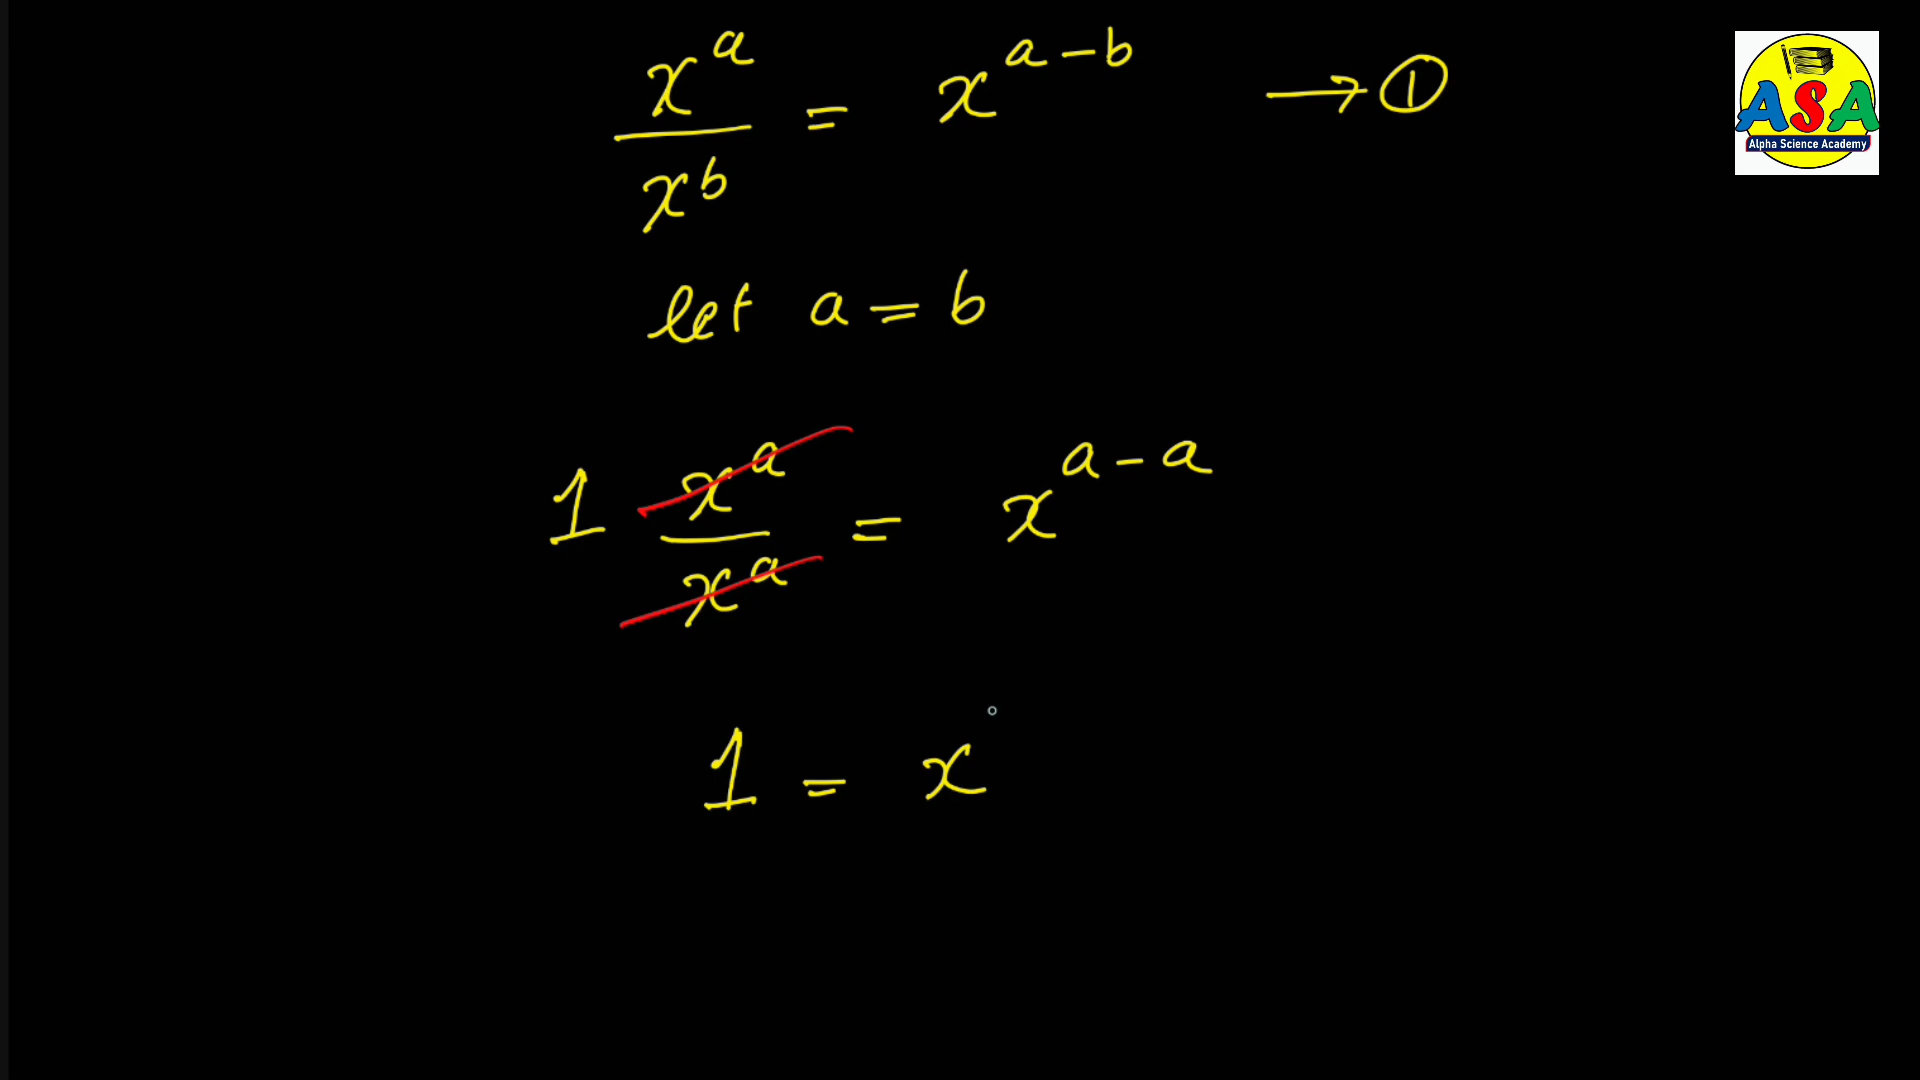 x^a / x^b = x^(a-b) → ①
ASA
Alpha Science Academy
let a = b
1 x^a / x^a = x^(a-a)
1 = x